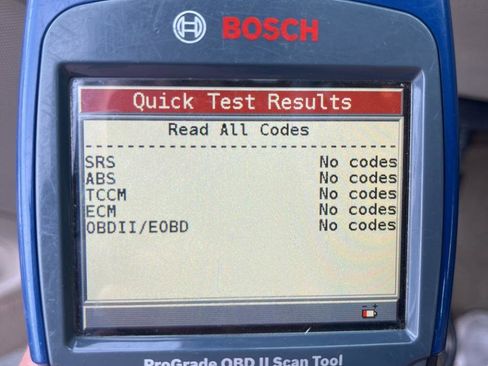 BOSCH
Quick Test Results
Read All Codes
SRS No codes
ABS No codes
TCCM No codes
ECM No codes
OBDII/EOBD No codes
ProGrade OBD II Scan Tool